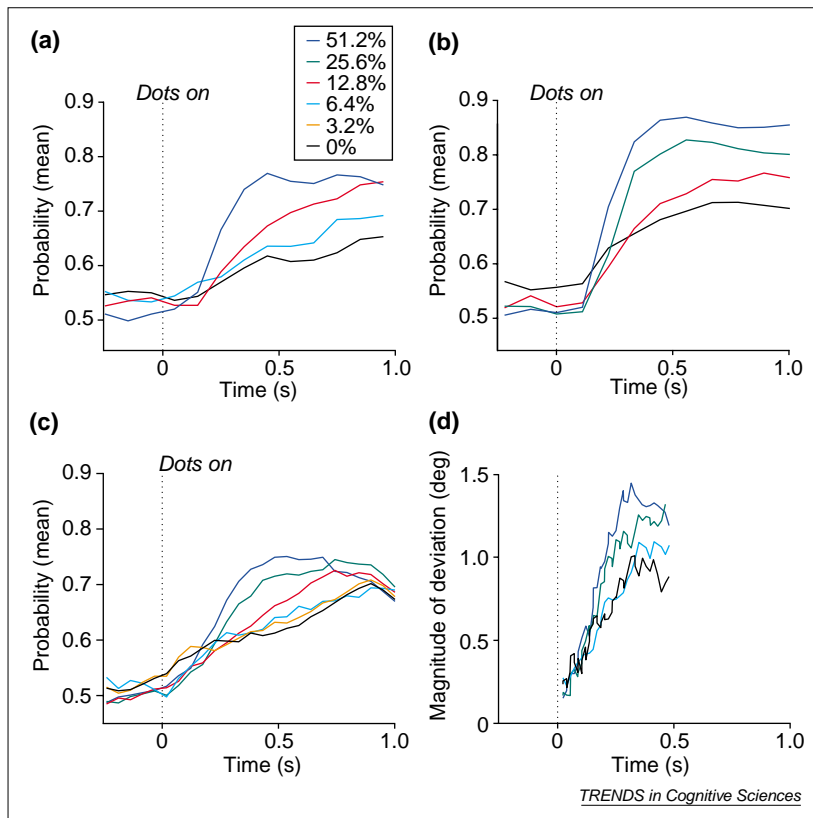 (a)
51.2%
25.6%
12.8%
6.4%
3.2%
0%
Dots on
0.9
0.8
0.7
0.6
0.5
Probability (mean)
0 0.5 1.0
Time (s)
(b)
Dots on
0.9
0.8
0.7
0.6
0.5
Probability (mean)
0 0.5 1.0
Time (s)
(c)
Dots on
0.9
0.8
0.7
0.6
0.5
Probability (mean)
0 0.5 1.0
Time (s)
(d)
1.5
1.0
0.5
0
Magnitude of deviation (deg)
0 0.5 1.0
Time (s)
TRENDS in Cognitive Sciences